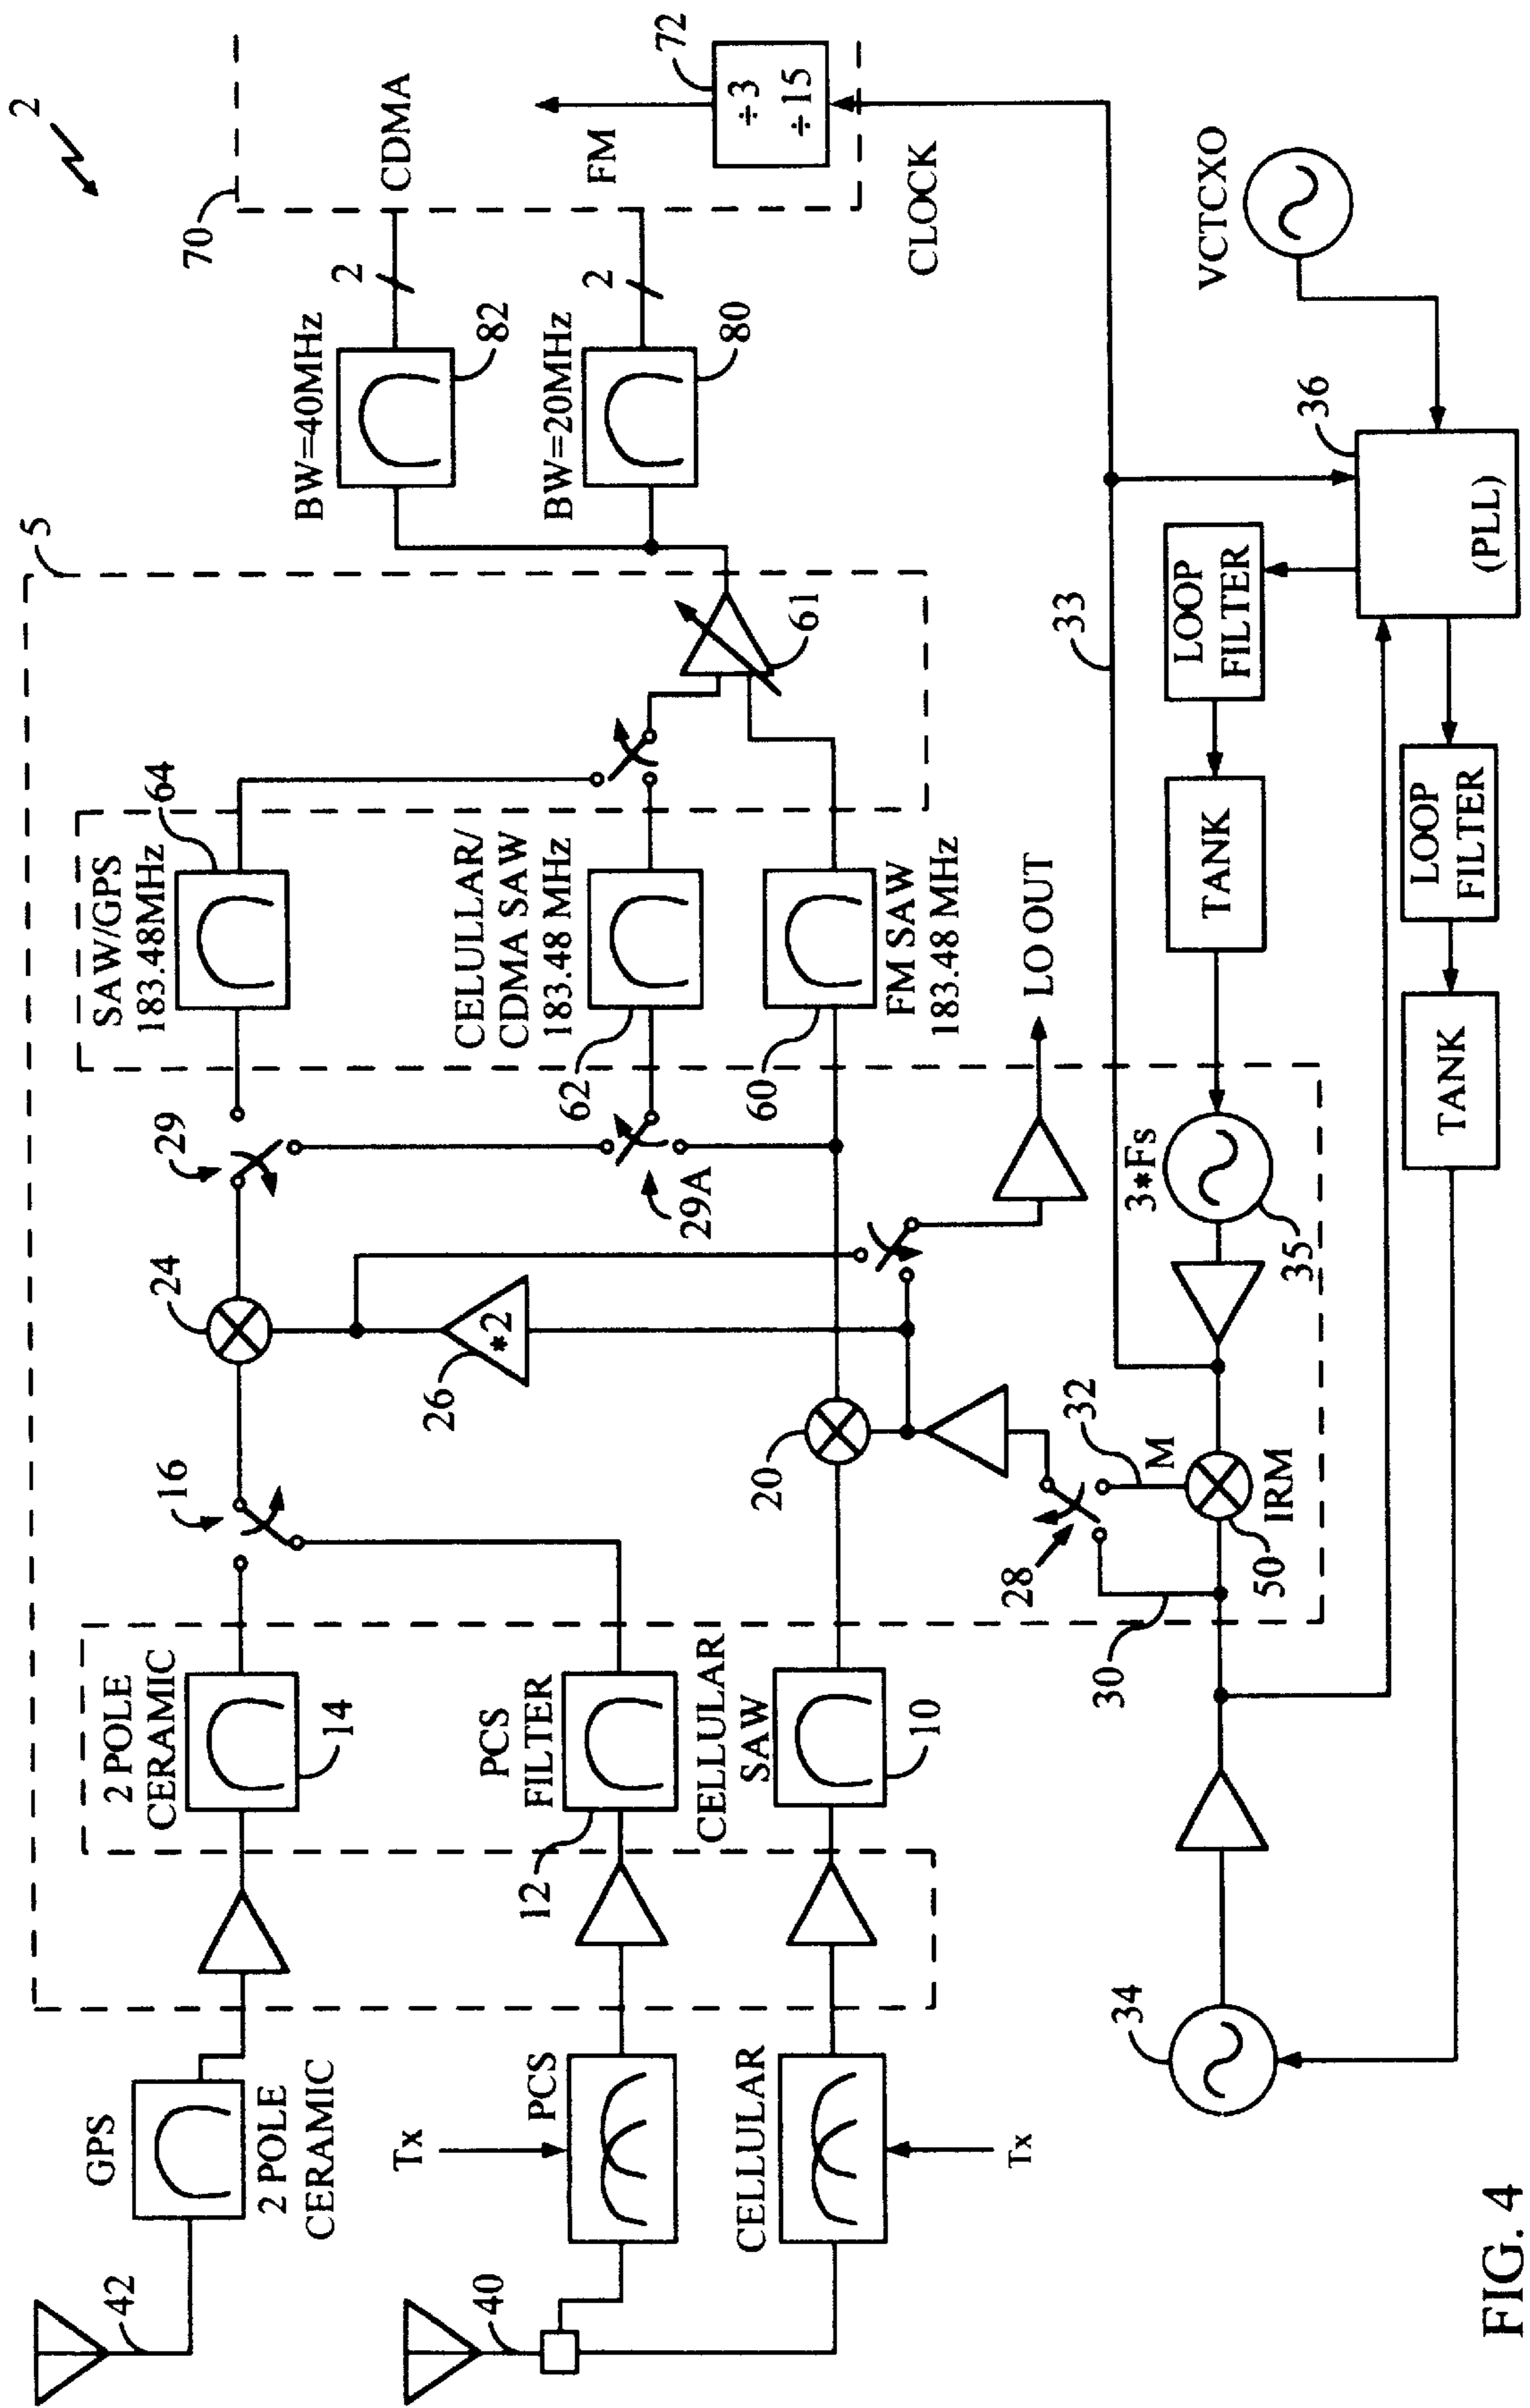 2
70
CDMA
FM
72
÷3
÷15
CLOCK
VCTCXO
BW=40MHz
2
82
BW=20MHz
2
80
5
61
SAW/GPS
183.48MHz
64
CELULLAR/
CDMA SAW
183.48 MHz
62
60
FM SAW
183.48 MHz
LO OUT
33
36
(PLL)
LOOP
FILTER
TANK
LOOP
FILTER
TANK
29
29A
24
*2
26
3*Fs
35
16
20
28
M
32
50
IRM
30
2 POLE
CERAMIC
14
PCS
FILTER
12
CELLULAR
SAW
10
34
GPS
2 POLE
CERAMIC
Tx
PCS
CELLULAR
Tx
42
40
FIG. 4